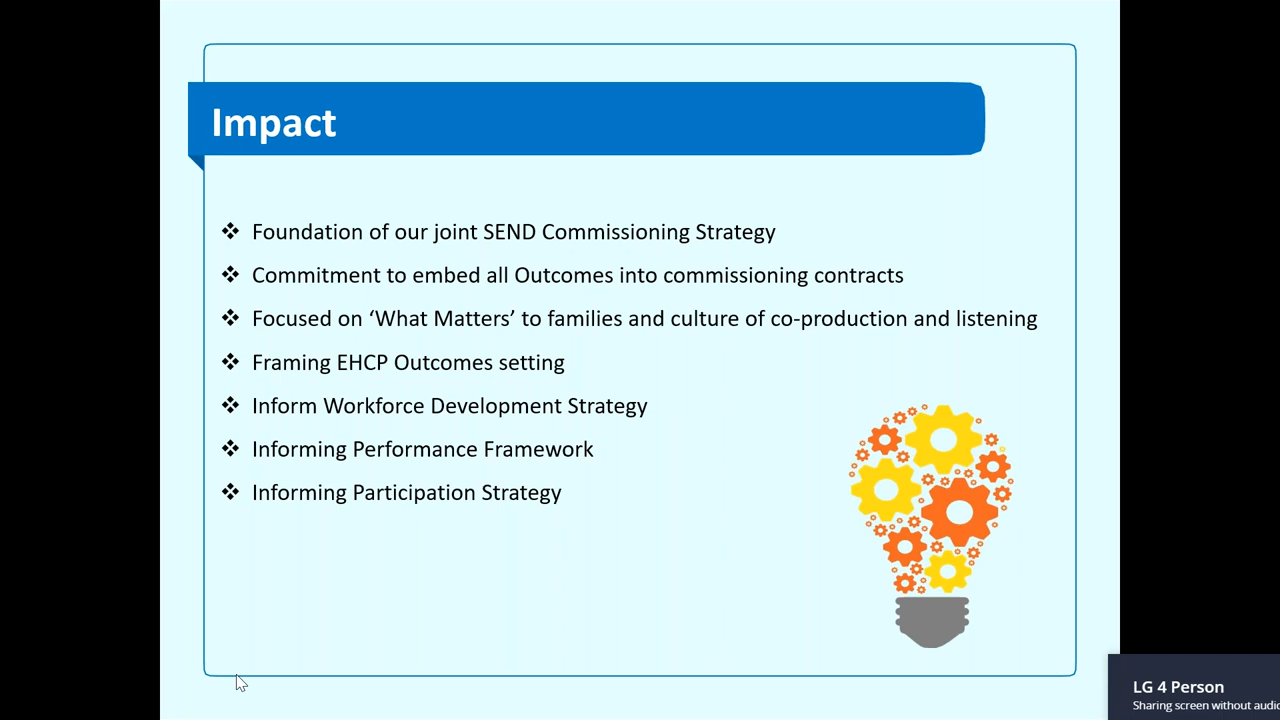 Impact
Foundation of our joint SEND Commissioning Strategy
Commitment to embed all Outcomes into commissioning contracts
Focused on ‘What Matters’ to families and culture of co-production and listening
Framing EHCP Outcomes setting
Inform Workforce Development Strategy
Informing Performance Framework
Informing Participation Strategy
LG 4 Person
Sharing screen without audio